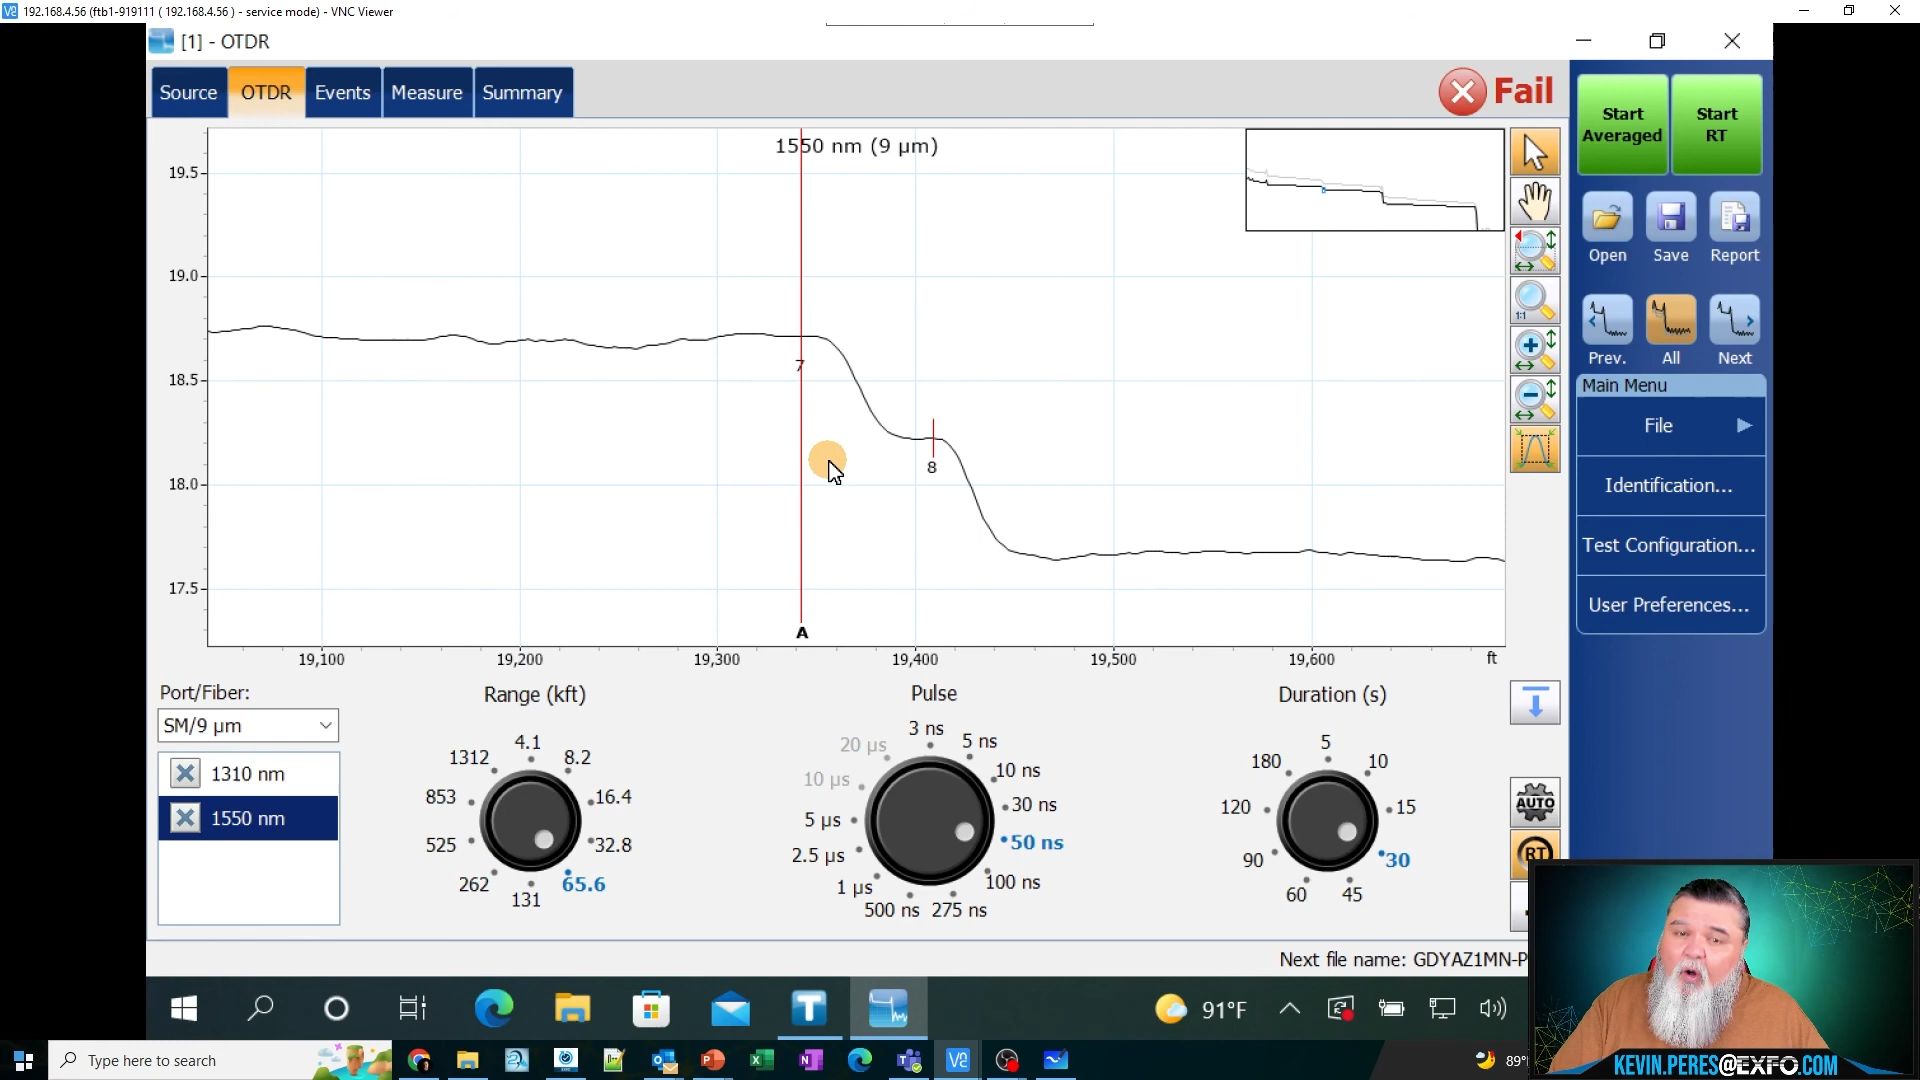 192.168.4.56 (ftb1-919111 ( 192.168.4.56 ) - service mode) - VNC Viewer
[1] - OTDR
Source OTDR Events Measure Summary
Fail
Start Averaged
Start RT
1550 nm (9 µm)
19.5
19.0
18.5
18.0
17.5
7
8
A
19,100 19,200 19,300 19,400 19,500 19,600 ft
1:1
Open Save Report
Prev. All Next
Main Menu
File
Identification...
Test Configuration...
User Preferences...
Port/Fiber:
SM/9 µm
1310 nm
1550 nm
Range (kft)
4.1
8.2
16.4
32.8
65.6
131
262
525
853
1312
Pulse
3 ns
5 ns
10 ns
30 ns
50 ns
100 ns
275 ns
500 ns
1 µs
2.5 µs
5 µs
10 µs
20 µs
Duration (s)
5
10
15
30
45
60
90
120
180
AUTO
RT
Next file name: GDYAZ1MN-P
91°F
Type here to search
89°
KEVIN.PERES@EXFO.COM